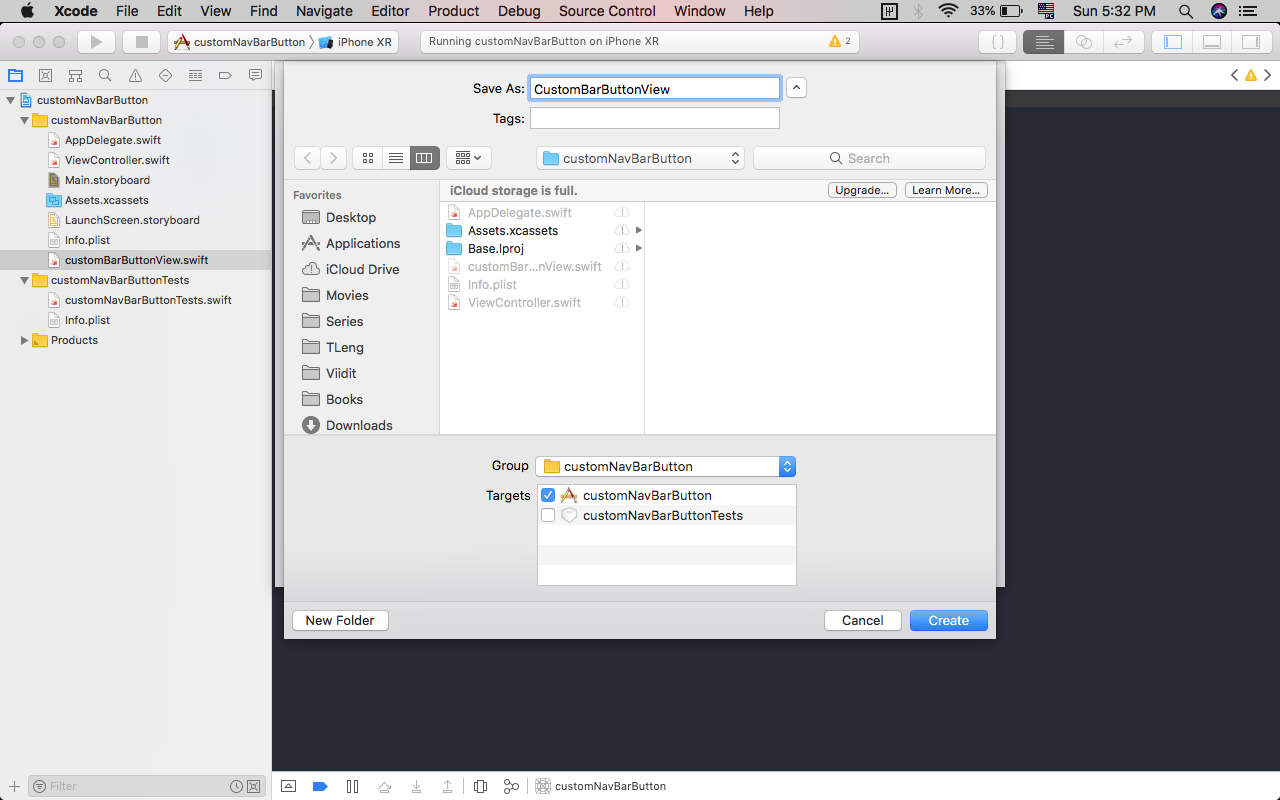 Xcode File Edit View Find Navigate Editor Product Debug Source Control Window Help 33% Sun 5:32 PM
customNavBarButton iPhone XR Running customNavBarButton on iPhone XR 2
Save As: CustomBarButtonView
Tags:
customNavBarButton
Search
customNavBarButton
customNavBarButton
AppDelegate.swift
ViewController.swift
Main.storyboard
Assets.xcassets
LaunchScreen.storyboard
Info.plist
customBarButtonView.swift
customNavBarButtonTests
customNavBarButtonTests.swift
Info.plist
Products
Favorites
Desktop
Applications
iCloud Drive
Movies
Series
TLeng
Viidit
Books
Downloads
iCloud storage is full. Upgrade... Learn More...
AppDelegate.swift
Assets.xcassets
Base.lproj
customBar...nView.swift
Info.plist
ViewController.swift
Group customNavBarButton
Targets customNavBarButton
customNavBarButtonTests
New Folder Cancel Create
Filter
customNavBarButton